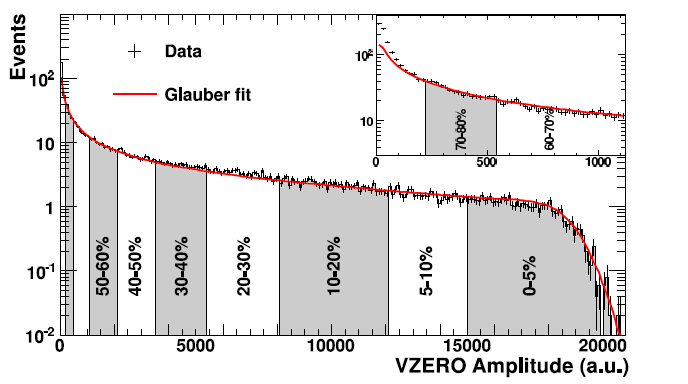 Events
Data
Glauber fit
10²
10
1
10⁻¹
10⁻²
50-60%
40-50%
30-40%
20-30%
10-20%
5-10%
0-5%
0 5000 10000 15000 20000
VZERO Amplitude (a.u.)
10²
10
70-80%
60-70%
0 500 1000